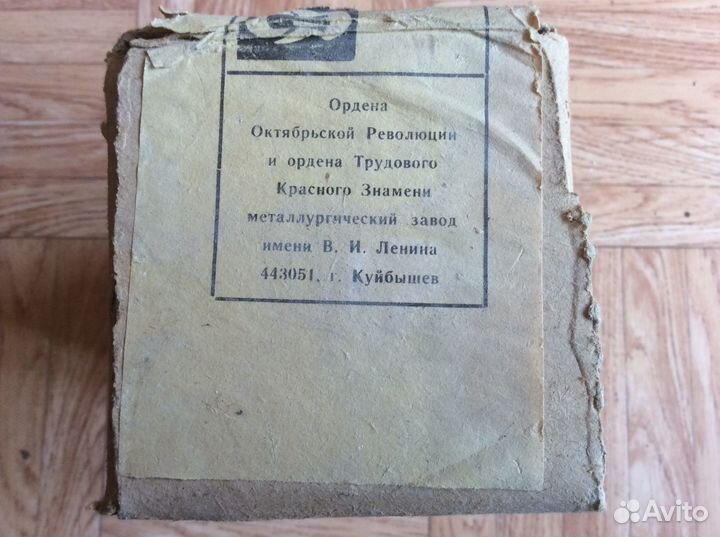 Ордена
Октябрьской Революции
и ордена Трудового
Красного Знамени
металлургический завод
имени В. И. Ленина
443051, г. Куйбышев
Avito